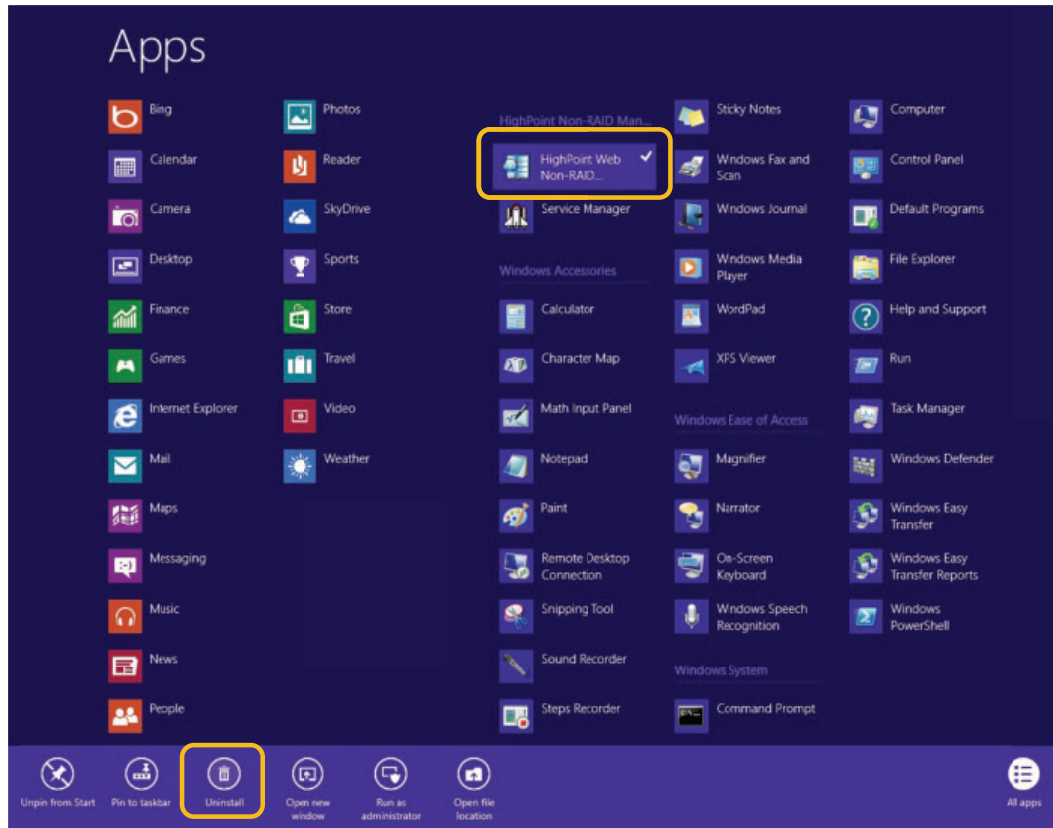 Apps
Bing
Calendar
Camera
Desktop
Finance
Games
Internet Explorer
Mail
Maps
Messaging
Music
News
People
Photos
Reader
SkyDrive
Sports
Store
Travel
Video
Weather
HighPoint Non-RAID Man...
HighPoint Web
Non-RAID...
Service Manager
Windows Accessories
Calculator
Character Map
Math Input Panel
Notepad
Paint
Remote Desktop
Connection
Snipping Tool
Sound Recorder
Steps Recorder
Sticky Notes
Windows Fax and
Scan
Windows Journal
Windows Media
Player
WordPad
XPS Viewer
Windows Ease of Access
Magnifier
Narrator
On-Screen
Keyboard
Windows Speech
Recognition
Windows System
Command Prompt
Computer
Control Panel
Default Programs
File Explorer
Help and Support
Run
Task Manager
Windows Defender
Windows Easy
Transfer
Windows Easy
Transfer Reports
Windows
PowerShell
Unpin from Start
Pin to taskbar
Uninstall
Open new
window
Run as
administrator
Open file
location
All apps